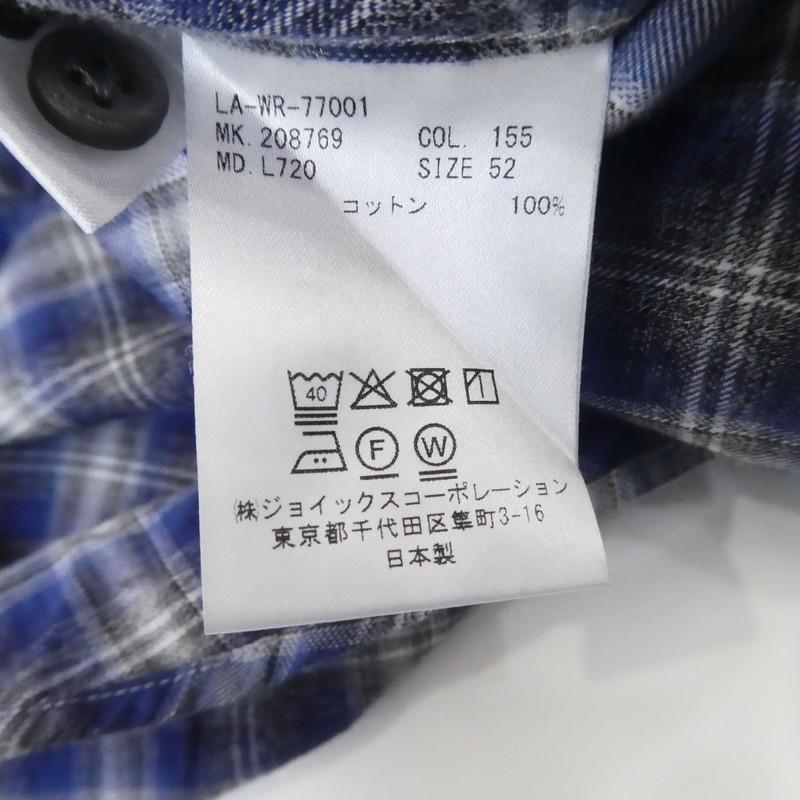 LA-WR-77001
MK. 208769 COL. 155
MD. L720 SIZE 52
コットン 100%
40
F W
㈱ジョイックスコーポレーション
東京都千代田区隼町3-16
日本製